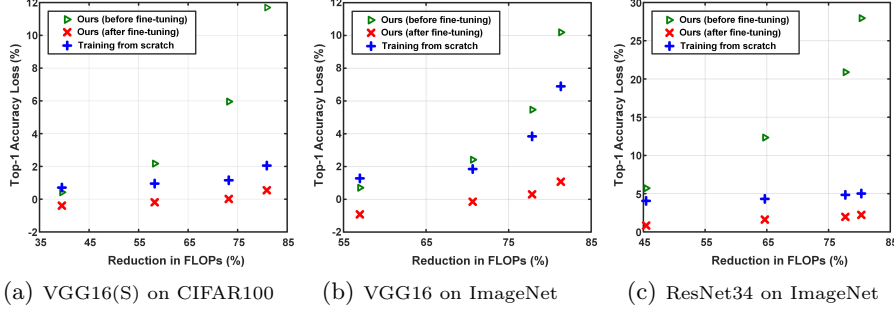 12
10
8
6
4
2
0
-2
Top-1 Accuracy Loss (%)
Ours (before fine-tuning)
Ours (after fine-tuning)
Training from scratch
35 45 55 65 75 85
Reduction in FLOPs (%)
(a) VGG16(S) on CIFAR100
12
10
8
6
4
2
0
-2
Top-1 Accuracy Loss (%)
Ours (before fine-tuning)
Ours (after fine-tuning)
Training from scratch
55 65 75 85
Reduction in FLOPs (%)
(b) VGG16 on ImageNet
30
25
20
15
10
5
0
Top-1 Accuracy Loss (%)
Ours (before fine-tuning)
Ours (after fine-tuning)
Training from scratch
45 55 65 75 85
Reduction in FLOPs (%)
(c) ResNet34 on ImageNet